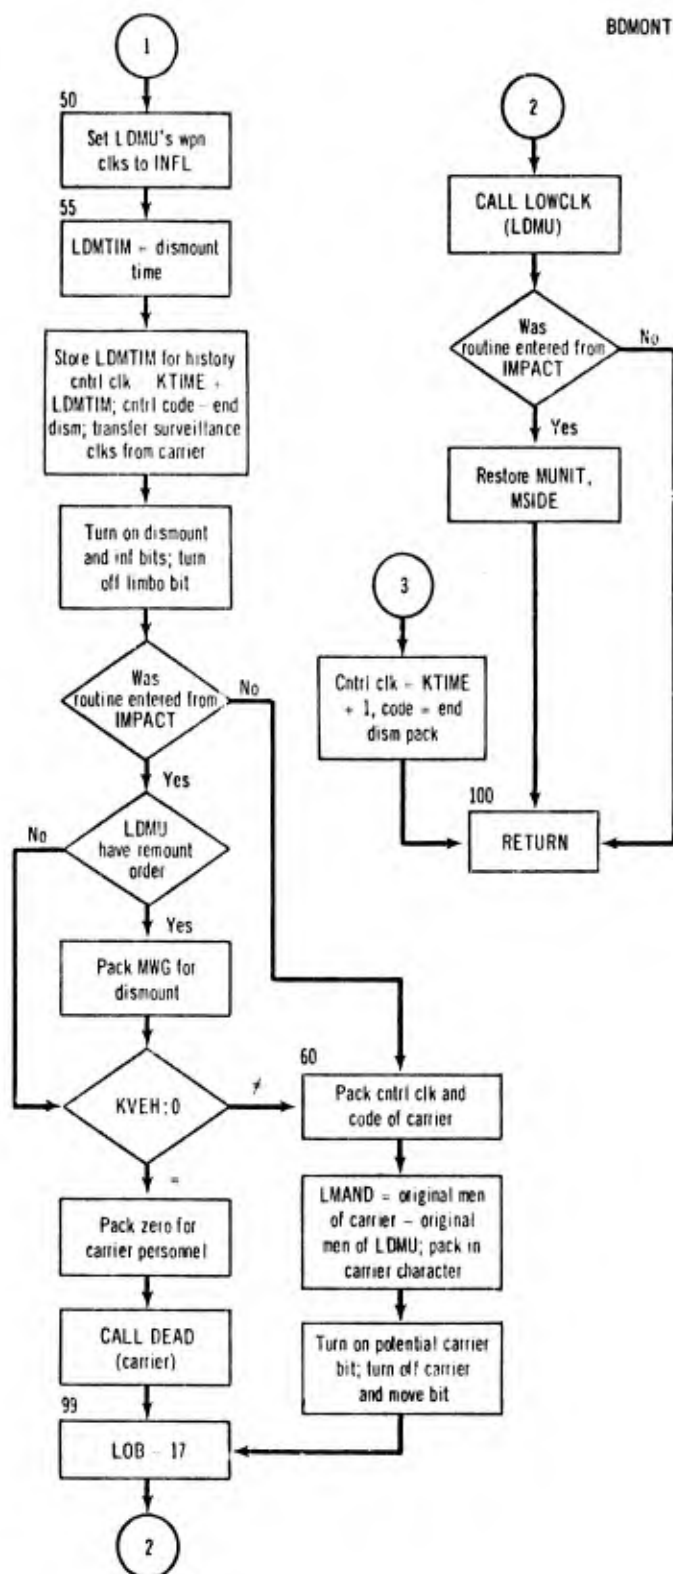 BDMONT
1
50
Set LDMU's wpn
clks to INFL
55
LDMTIM - dismount
time
Store LDMTIM for history
cntrl clk - KTIME +
LDMTIM; cntrl code - end
dism; transfer surveillance
clks from carrier
Turn on dismount
and inf bits; turn
off limbo bit
Was
routine entered from
IMPACT
No
Yes
LDMU
have remount
order
No
Yes
Pack MWG for
dismount
KVEH:0
≠
=
Pack zero for
carrier personnel
CALL DEAD
(carrier)
99
LOB - 17
2
60
Pack cntrl clk and
code of carrier
LMAND = original men
of carrier - original
men of LDMU; pack in
carrier character
Turn on potential carrier
bit; turn off carrier
and move bit
2
CALL LOWCLK
(LDMU)
Was
routine entered from
IMPACT
No
Yes
Restore MUNIT,
MSIDE
3
Cntrl clk - KTIME
+ 1, code = end
dism pack
100
RETURN